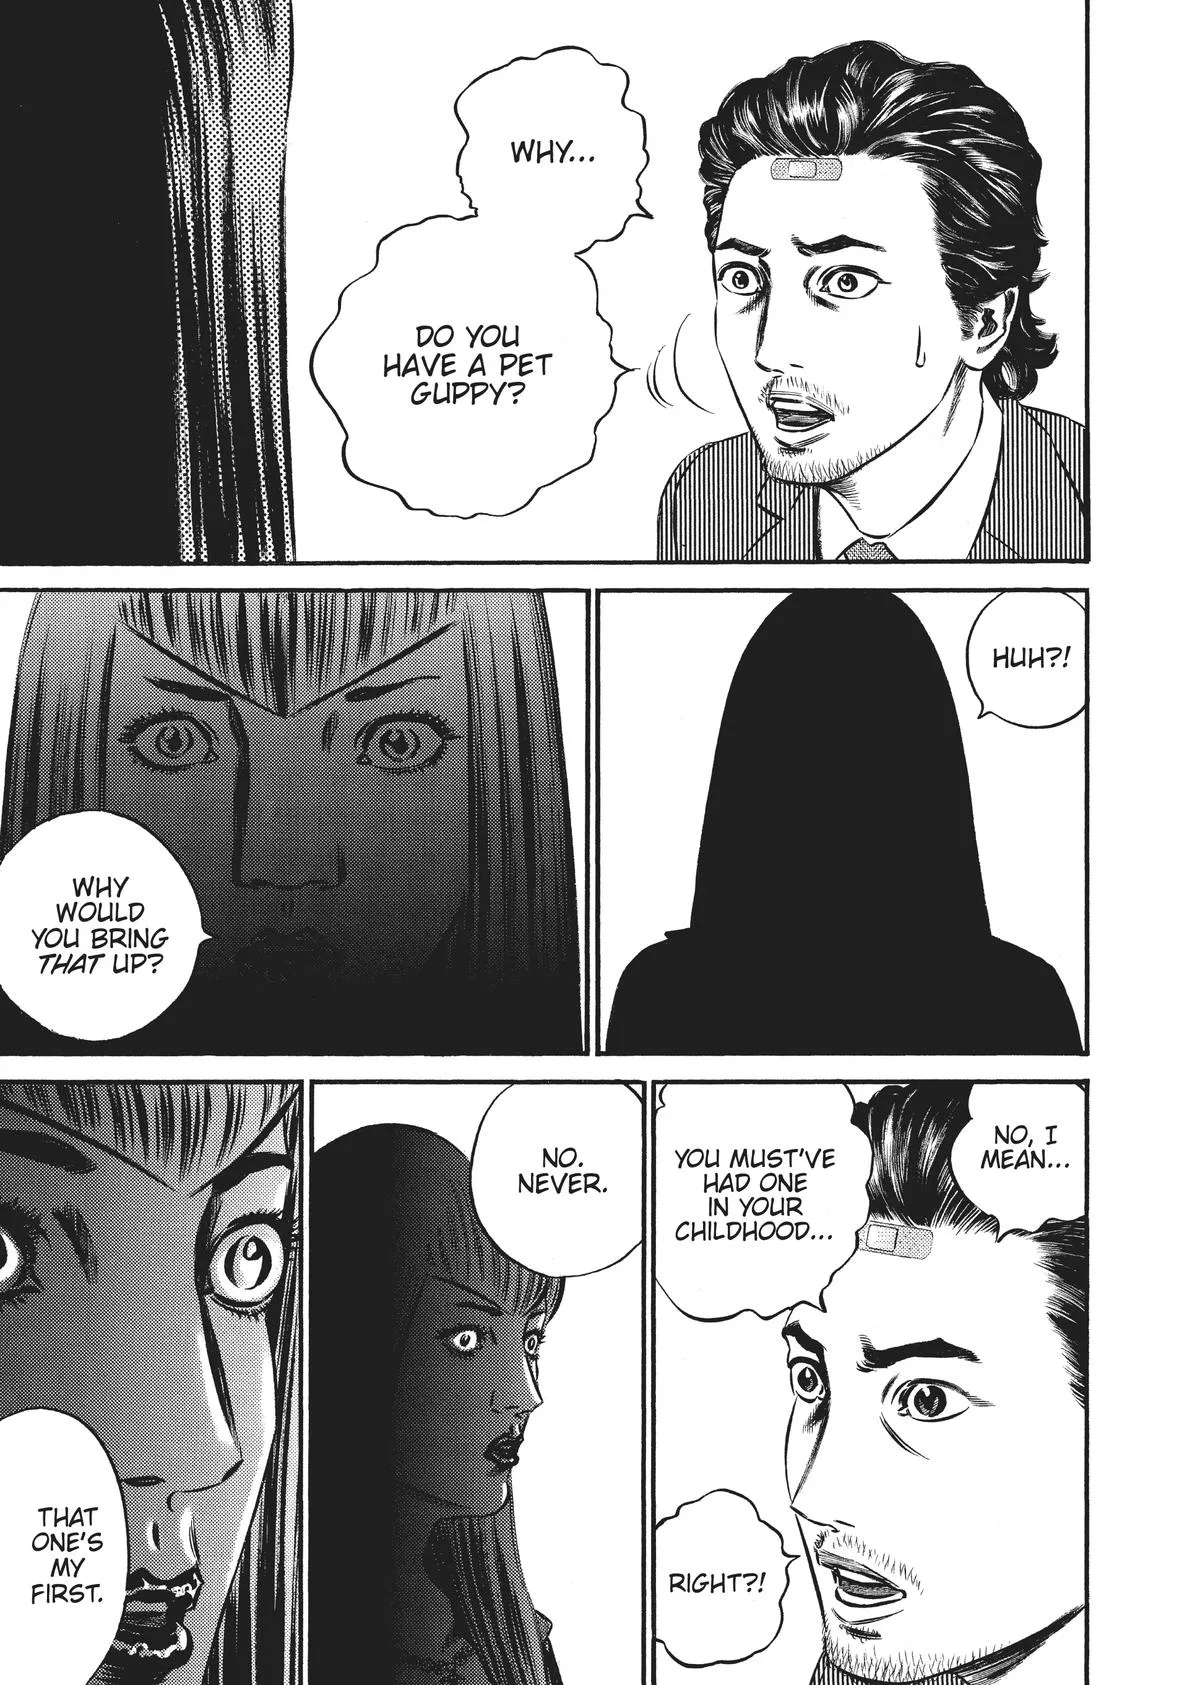 WHY...
DO YOU
HAVE A PET
GUPPY?
HUH?!
WHY
WOULD
YOU BRING
THAT UP?
NO, I
MEAN...
YOU MUST'VE
HAD ONE
IN YOUR
CHILDHOOD...
RIGHT?!
NO.
NEVER.
THAT
ONE'S
MY
FIRST.